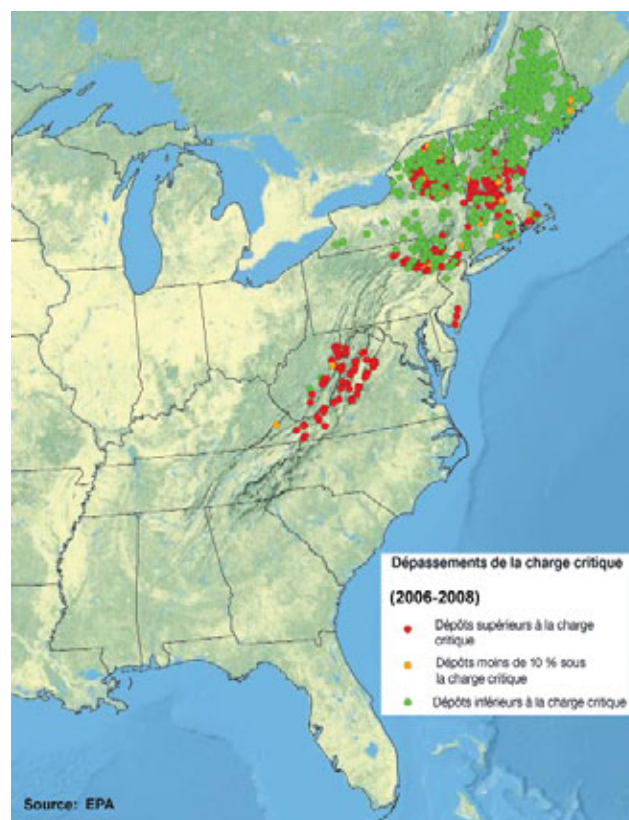 Dépassements de la charge critique
(2006-2008)
Dépôts supérieurs à la charge
critique
Dépôts moins de 10 % sous
la charge critique
Dépôts inférieurs à la charge critique
Source: EPA